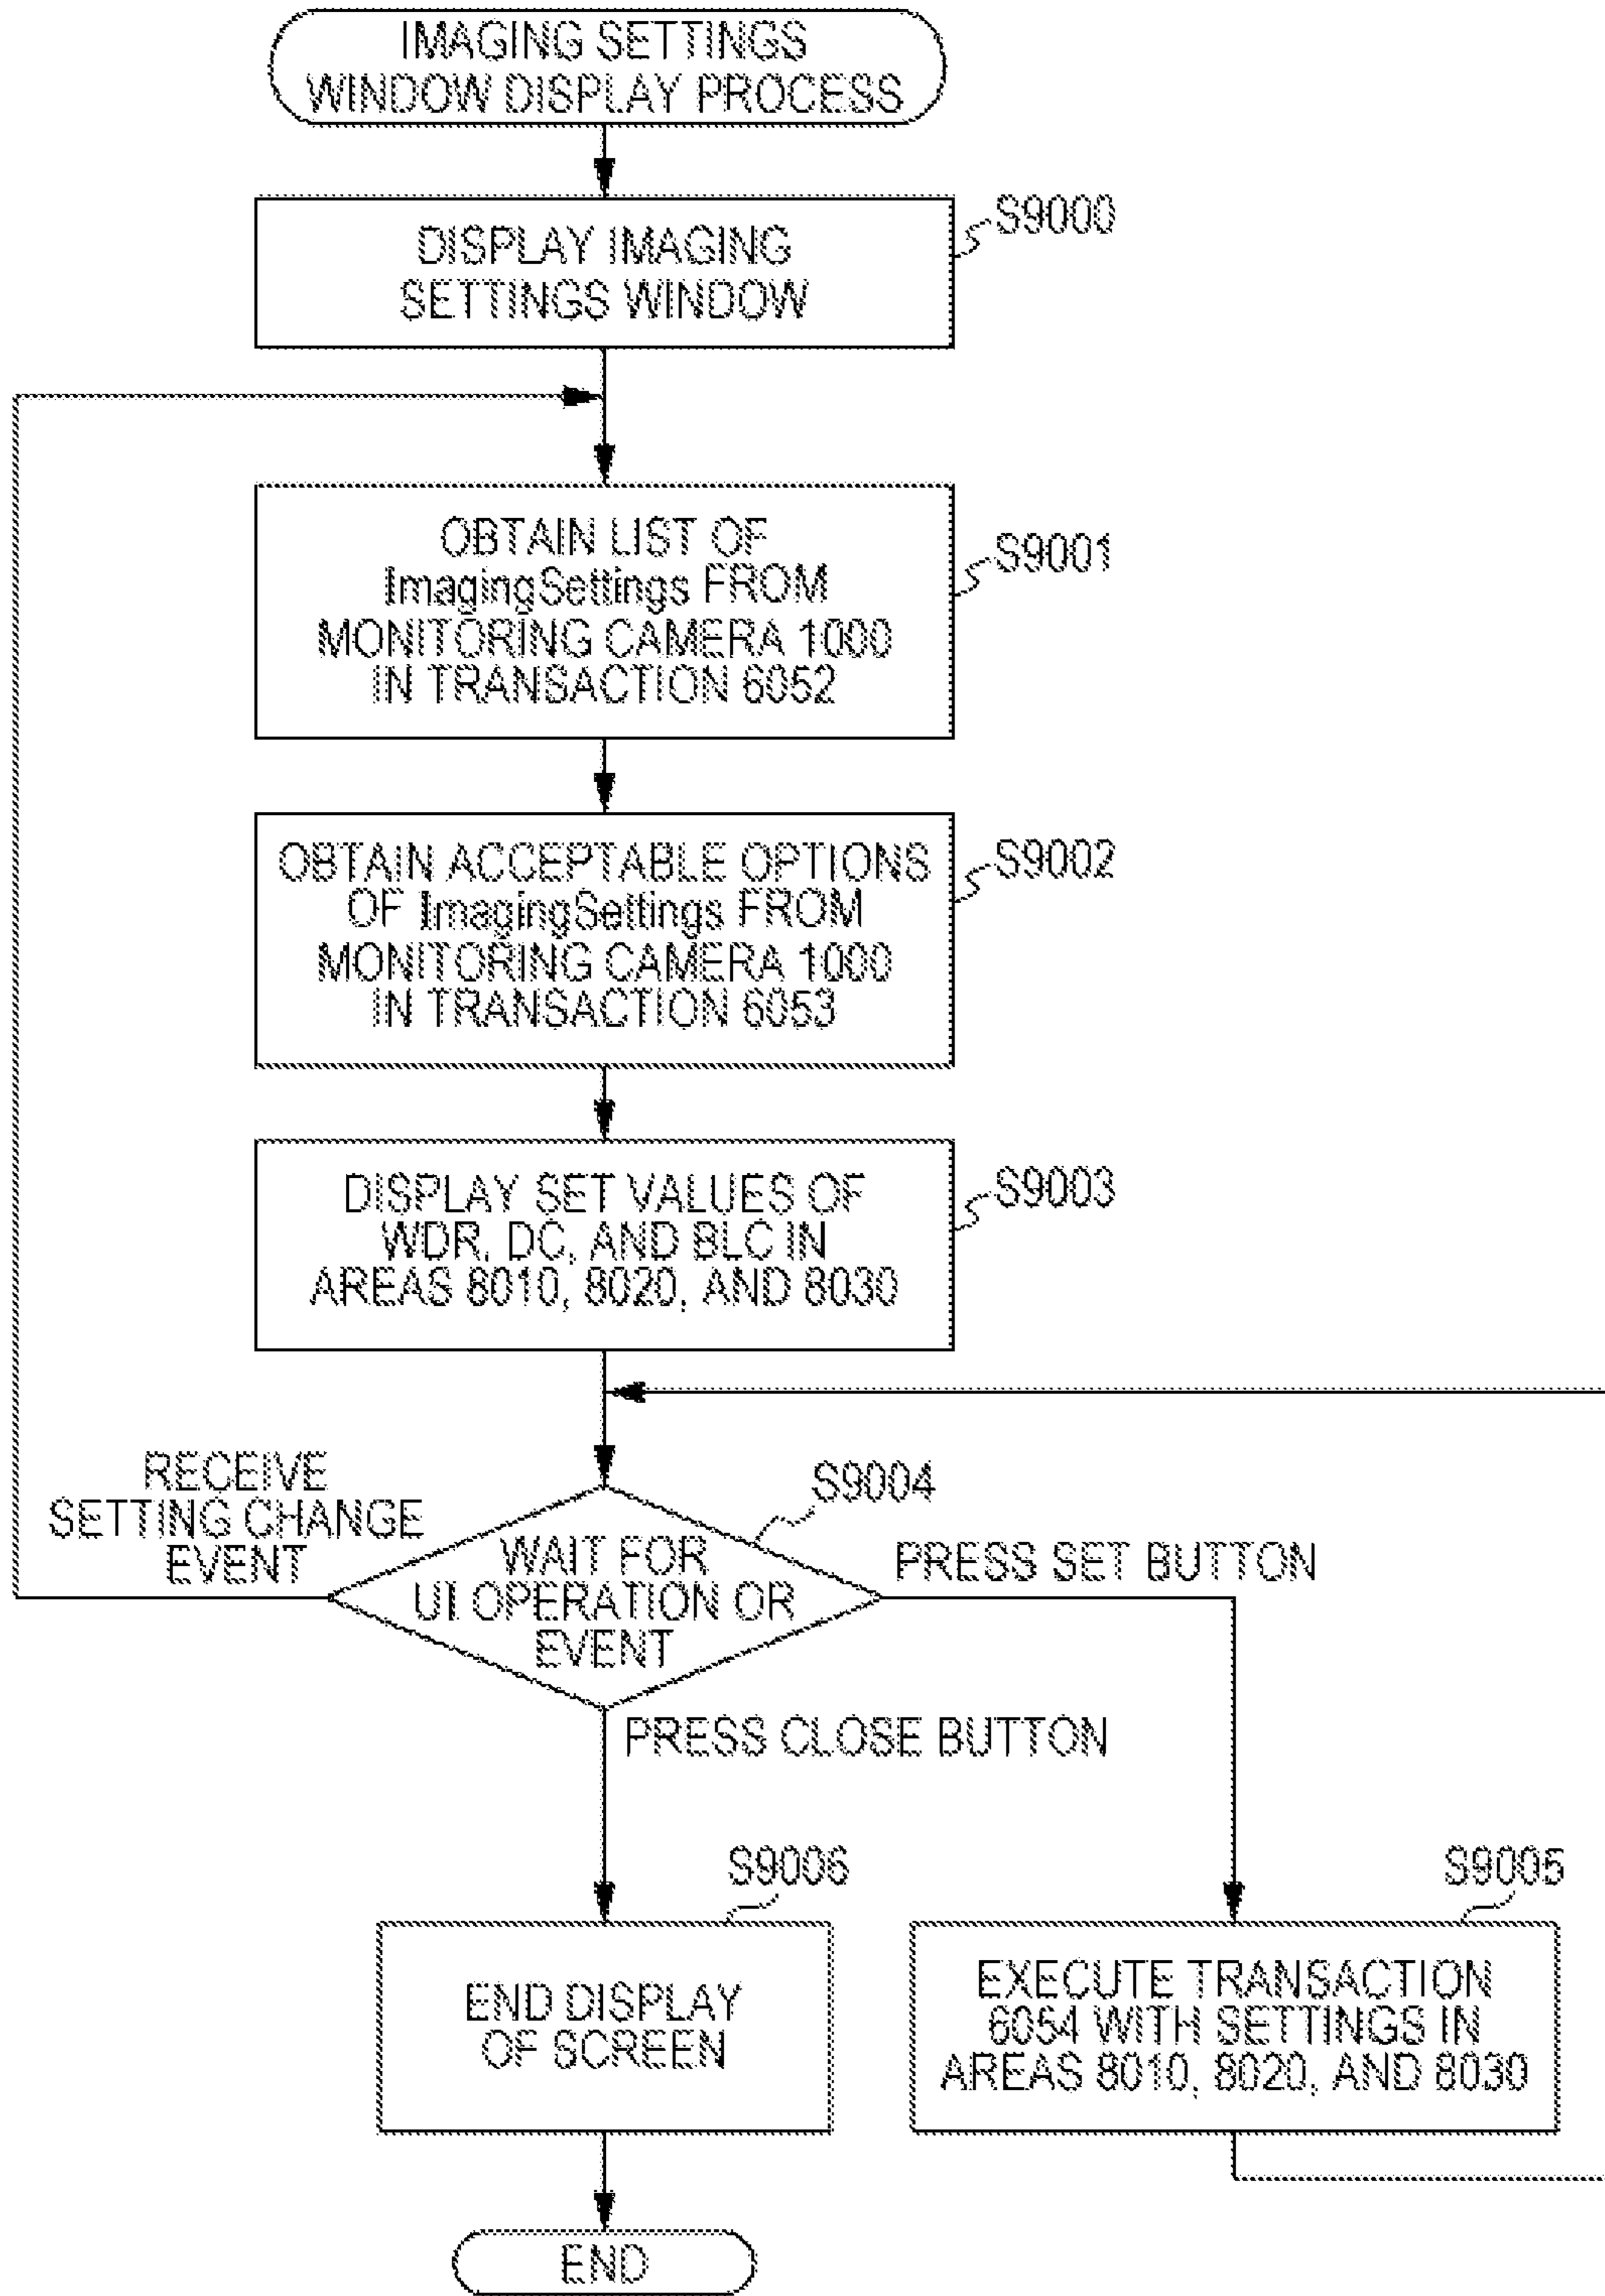 IMAGING SETTINGS
WINDOW DISPLAY PROCESS
S9000
DISPLAY IMAGING
SETTINGS WINDOW
S9001
OBTAIN LIST OF
ImagingSettings FROM
MONITORING CAMERA 1000
IN TRANSACTION 6052
S9002
OBTAIN ACCEPTABLE OPTIONS
OF ImagingSettings FROM
MONITORING CAMERA 1000
IN TRANSACTION 6053
S9003
DISPLAY SET VALUES OF
WDR, DC, AND BLC IN
AREAS 8010, 8020, AND 8030
RECEIVE
SETTING CHANGE
EVENT
S9004
WAIT FOR
UI OPERATION OR
EVENT
PRESS SET BUTTON
PRESS CLOSE BUTTON
S9006
END DISPLAY
OF SCREEN
S9005
EXECUTE TRANSACTION
6054 WITH SETTINGS IN
AREAS 8010, 8020, AND 8030
END